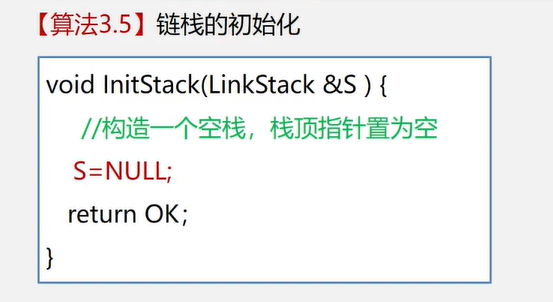 【算法3.5】链栈的初始化
void InitStack(LinkStack &S ) {
//构造一个空栈，栈顶指针置为空
S=NULL;
return OK;
}